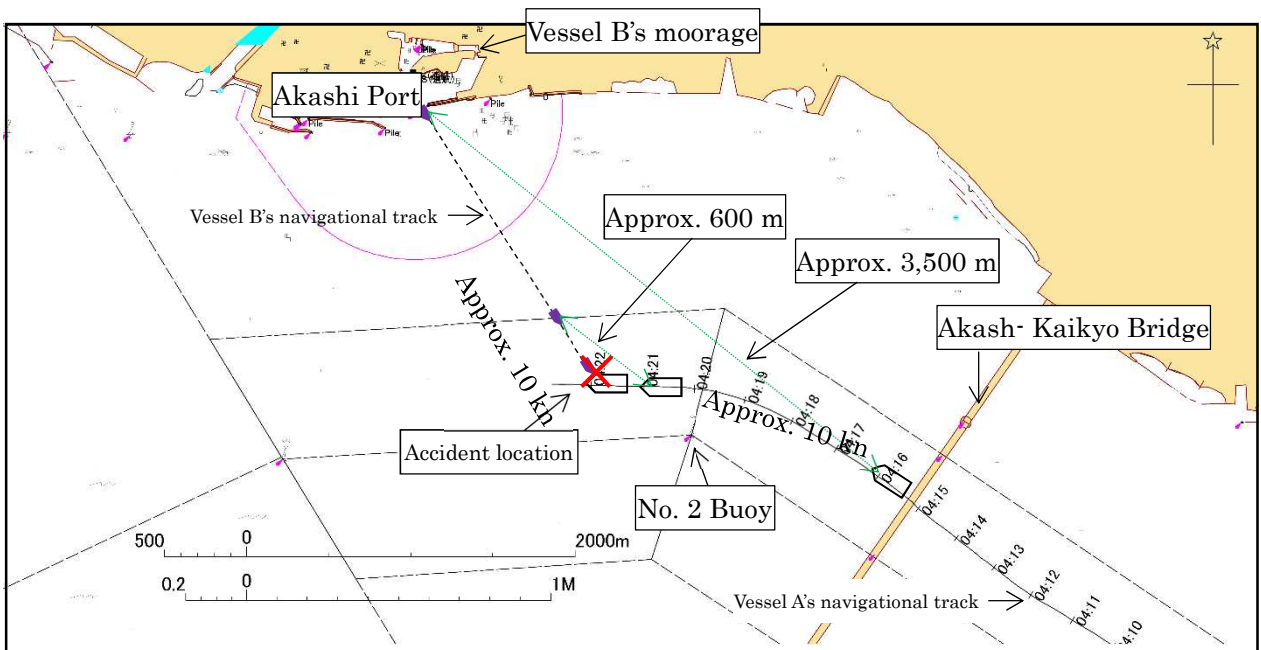 Vessel B's moorage
Pile
Akashi Port
Pile
Pile
Pile
Vessel B's navigational track
Approx. 600 m
Approx. 3,500 m
Akash- Kaikyo Bridge
Approx. 10 kn
04:22
04:21
04:20
04:19
04:18
04:17
04:16
04:15
04:14
04:13
04:12
04:11
04:10
Approx. 10 kn
Accident location
No. 2 Buoy
500 0 2000m
0.2 0 1M
Vessel A's navigational track